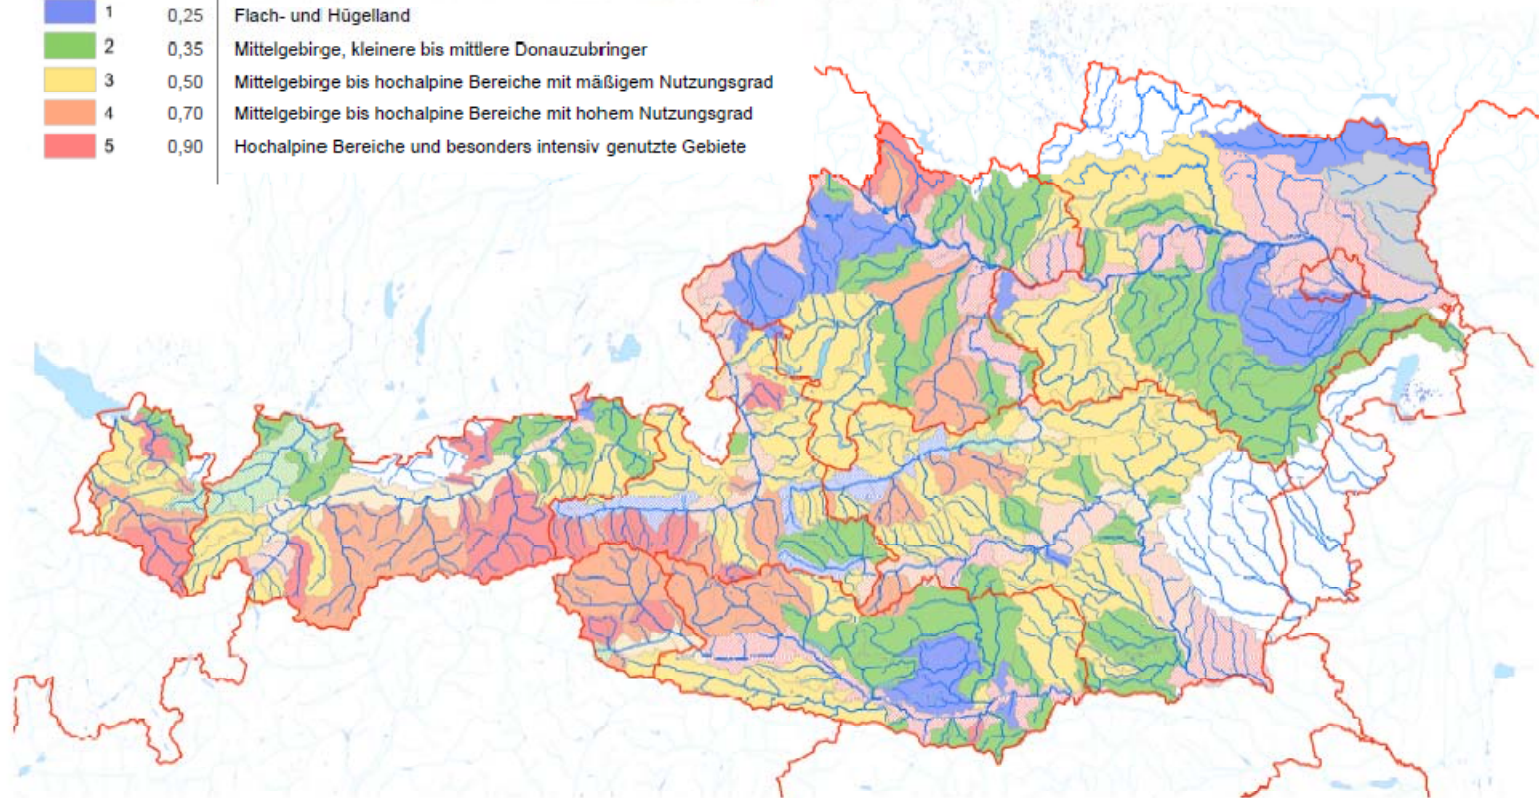 1 0,25 Flach- und Hügelland
2 0,35 Mittelgebirge, kleinere bis mittlere Donauzubringer
3 0,50 Mittelgebirge bis hochalpine Bereiche mit mäßigem Nutzungsgrad
4 0,70 Mittelgebirge bis hochalpine Bereiche mit hohem Nutzungsgrad
5 0,90 Hochalpine Bereiche und besonders intensiv genutzte Gebiete